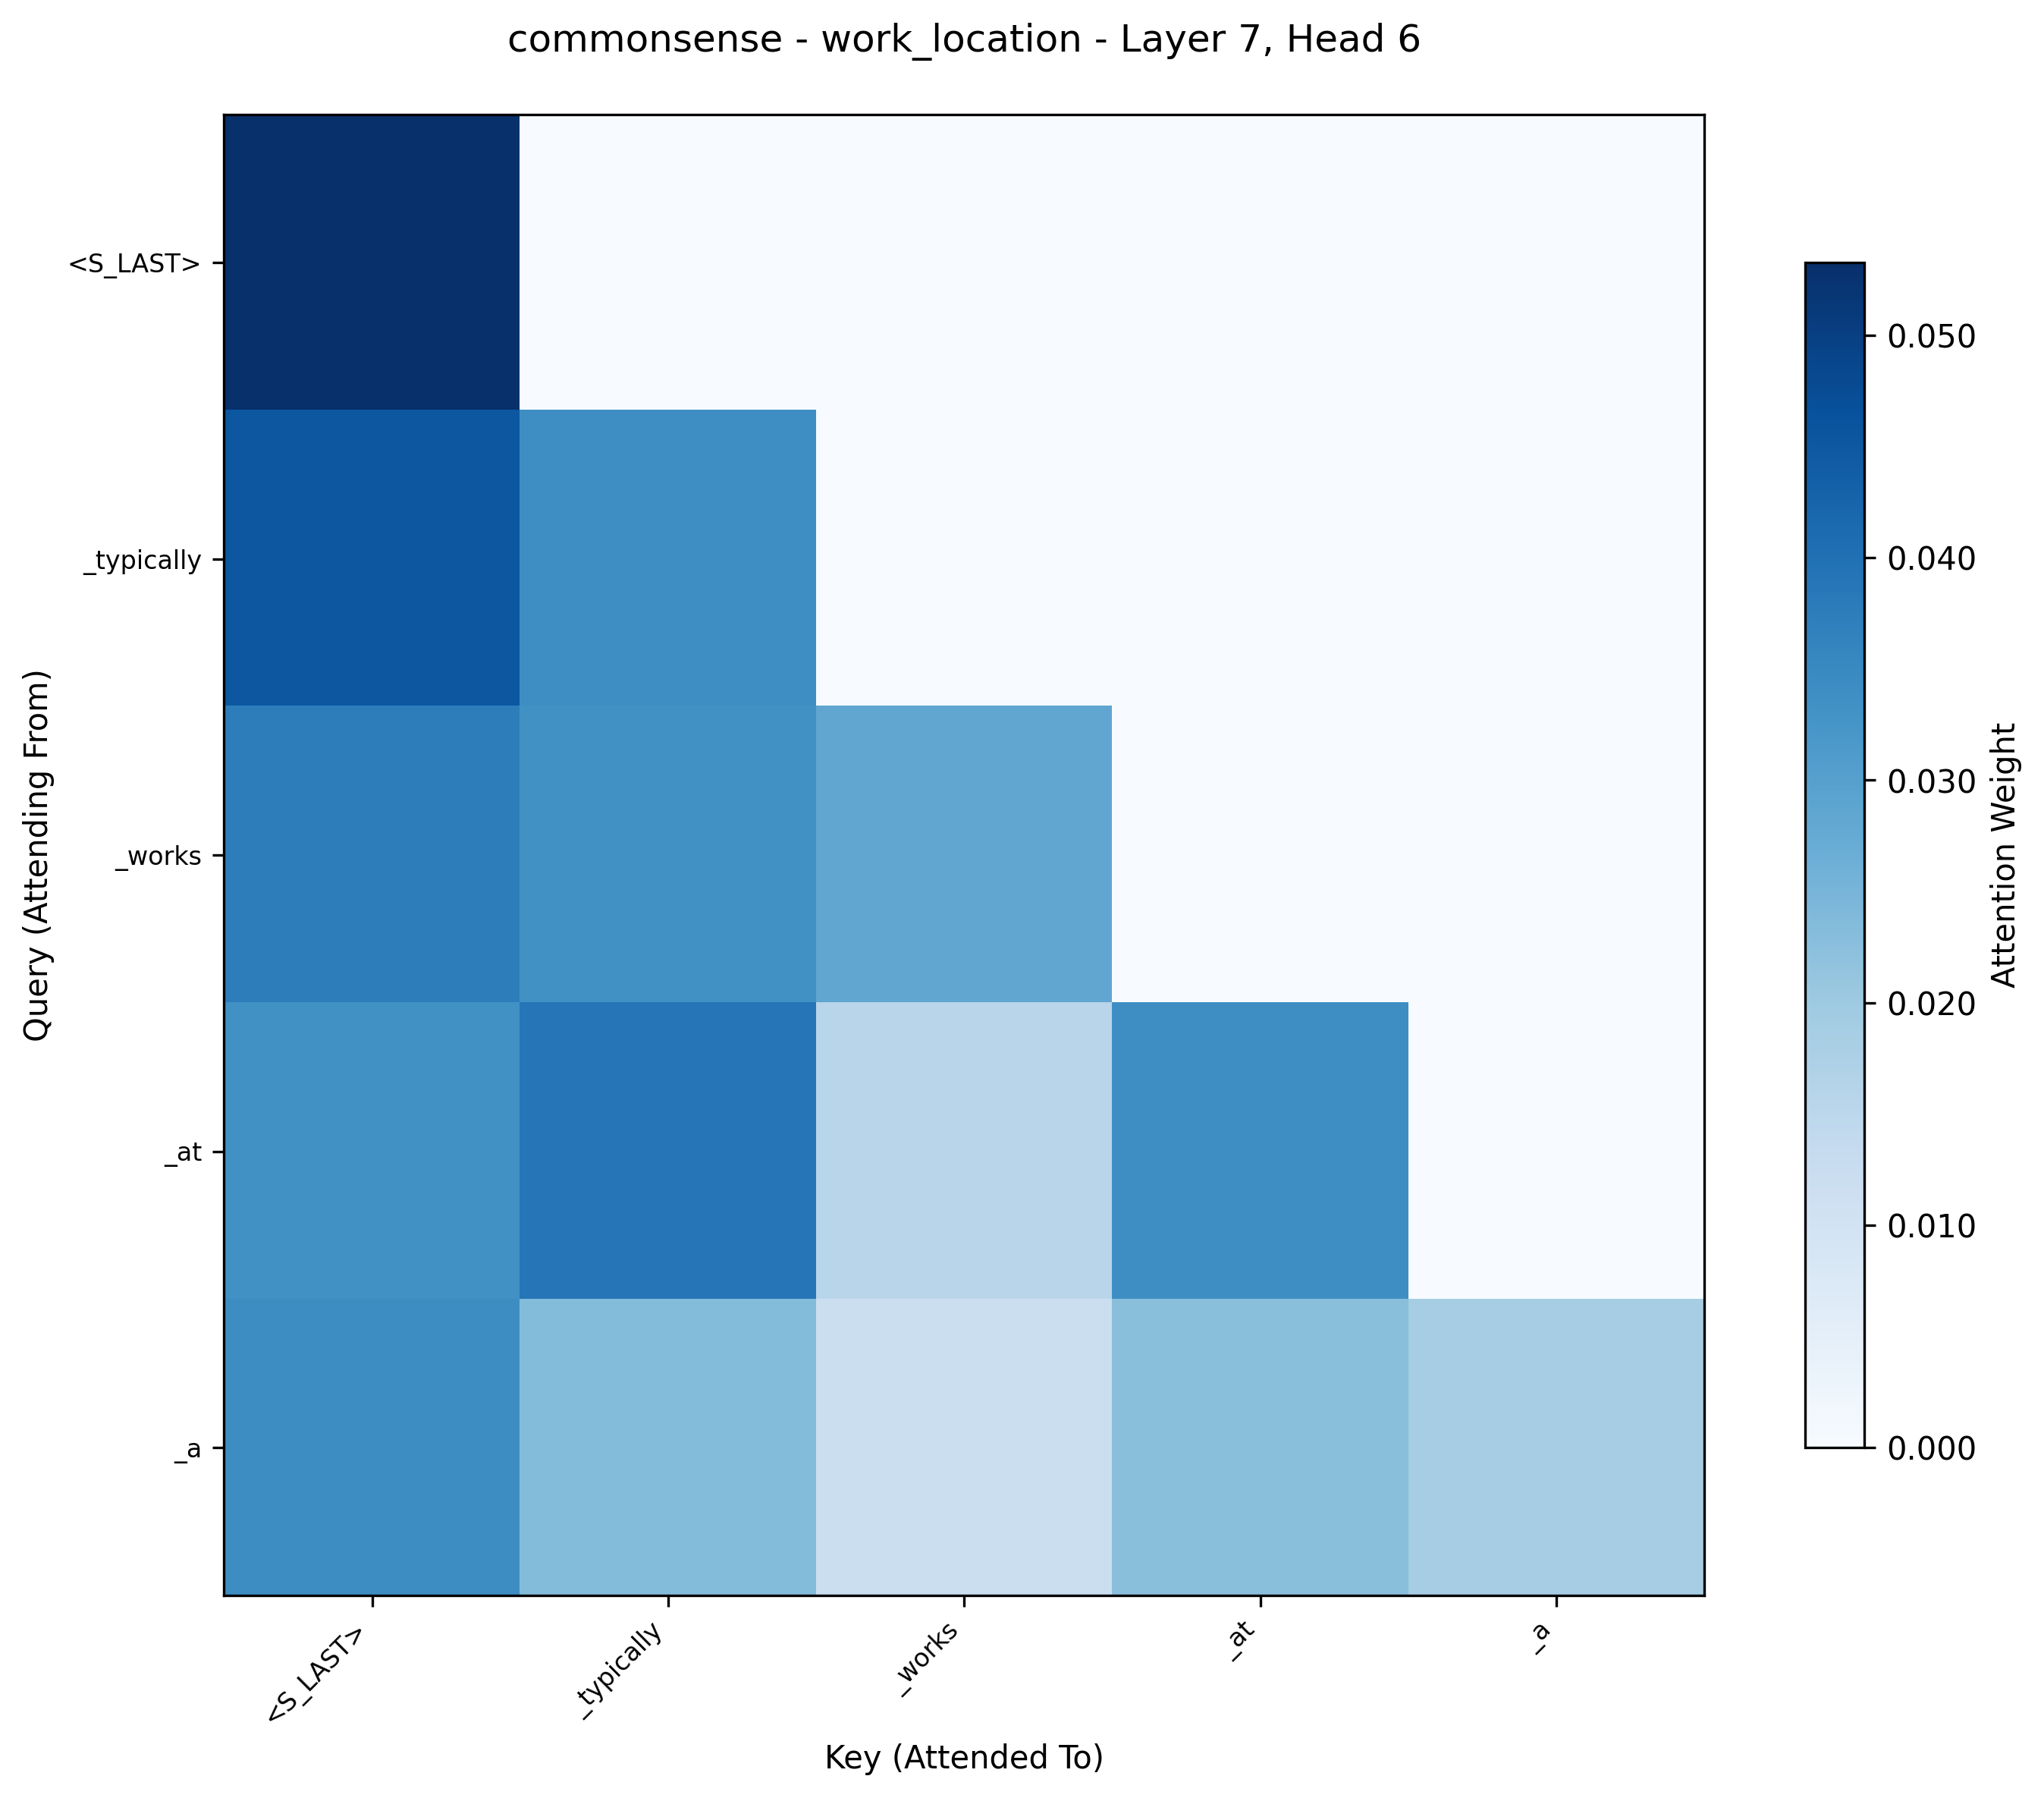 commonsense - work_location - Layer 7, Head 6
Query (Attending From)
<S_LAST>
_typically
_works
_at
_a
<S_LAST>
_typically
_works
_at
_a
Key (Attended To)
0.050
0.040
0.030
0.020
0.010
0.000
Attention Weight